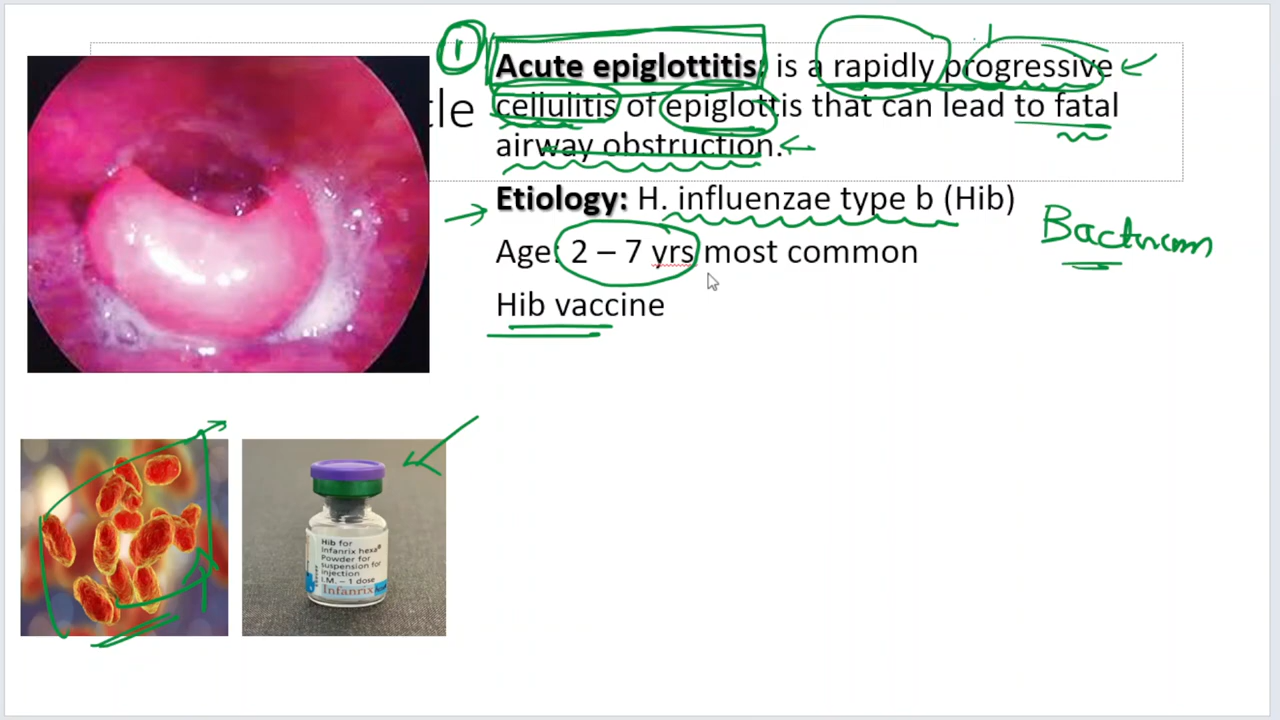 1
Acute epiglottitis: is a rapidly progressive
cellulitis of epiglottis that can lead to fatal
airway obstruction.
tle
Etiology: H. influenzae type b (Hib)
Bacterium
Age: 2 – 7 yrs most common
Hib vaccine
Hib for
Infanrix hexa®
Powder for
suspension for
injection
I.M. – 1 dose
Infanrix